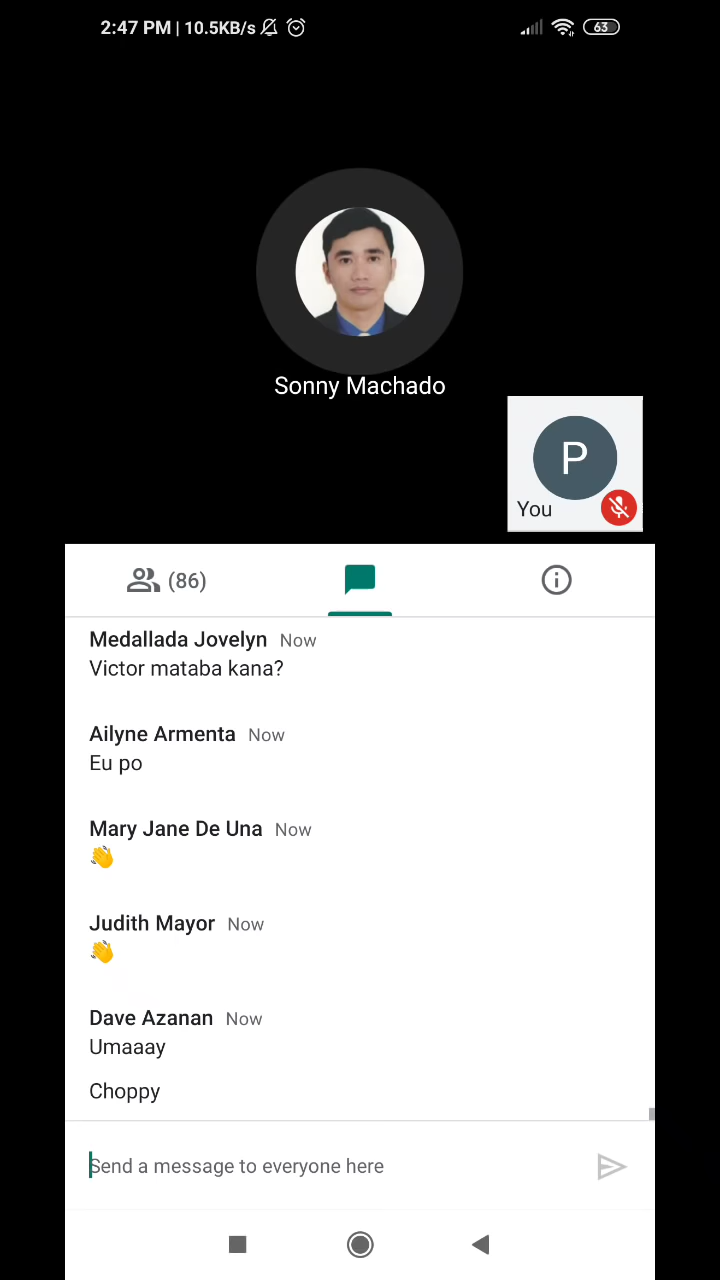 2:47 PM | 10.5KB/s
63
Sonny Machado
P
You
(86)
Medallada Jovelyn Now
Victor mataba kana?
Ailyne Armenta Now
Eu po
Mary Jane De Una Now
👋
Judith Mayor Now
👋
Dave Azanan Now
Umaaay
Choppy
Send a message to everyone here